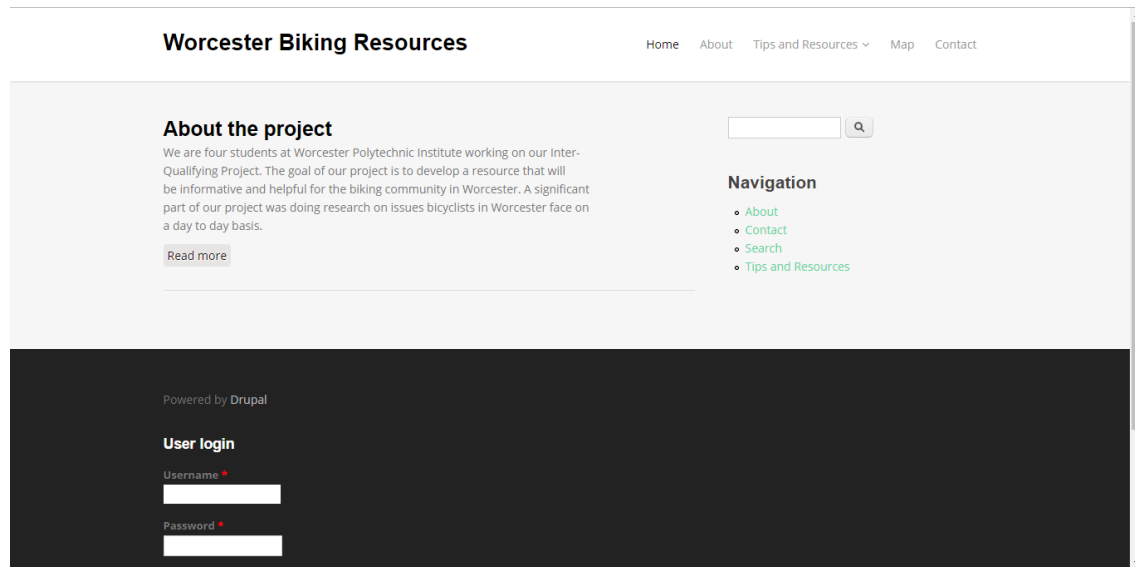 Worcester Biking Resources
Home About Tips and Resources Map Contact
About the project
We are four students at Worcester Polytechnic Institute working on our Inter-
Qualifying Project. The goal of our project is to develop a resource that will
be informative and helpful for the biking community in Worcester. A significant
part of our project was doing research on issues bicyclists in Worcester face on
a day to day basis.
Read more
Navigation
About
Contact
Search
Tips and Resources
Powered by Drupal
User login
Username *
Password *